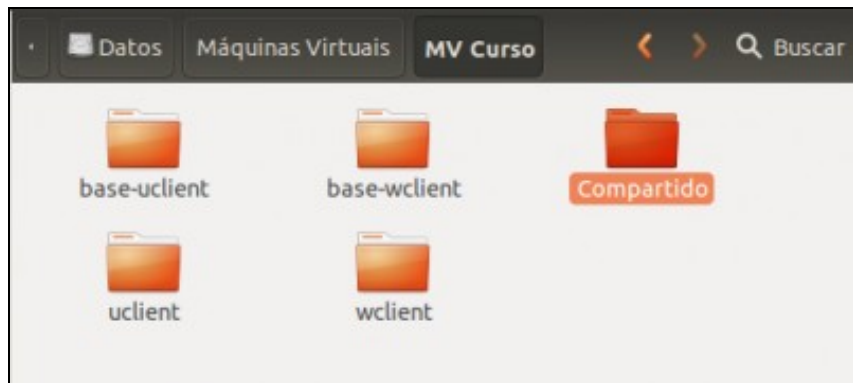 Datos Máquinas Virtuais MV Curso Buscar
base-uclient base-wclient Compartido
uclient wclient